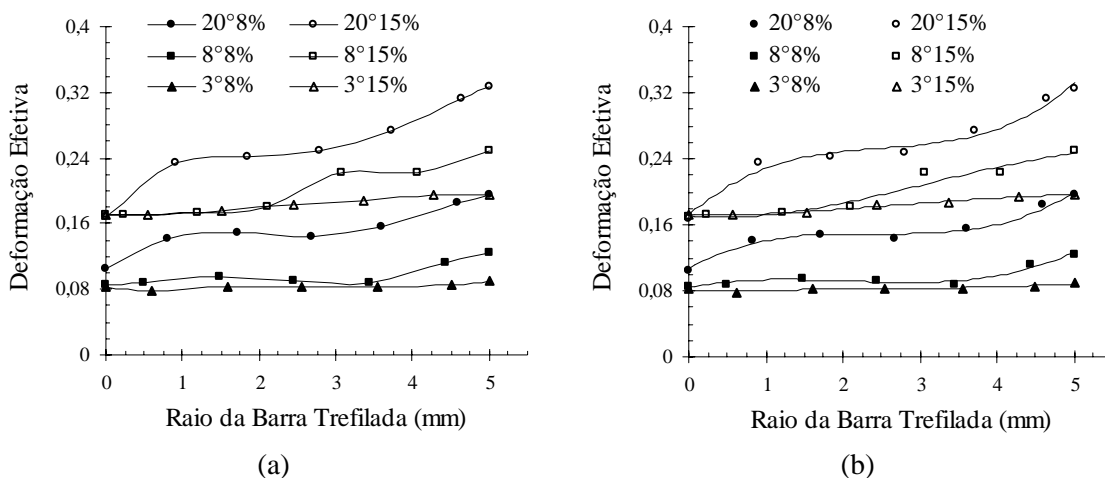 0,4
0,32
0,24
0,16
0,08
0
Deformação Efetiva
20°8% 20°15%
8°8% 8°15%
3°8% 3°15%
0 1 2 3 4 5
Raio da Barra Trefilada (mm)
(a)
0,4
0,32
0,24
0,16
0,08
0
Deformação Efetiva
20°8% 20°15%
8°8% 8°15%
3°8% 3°15%
0 1 2 3 4 5
Raio da Barra Trefilada (mm)
(b)